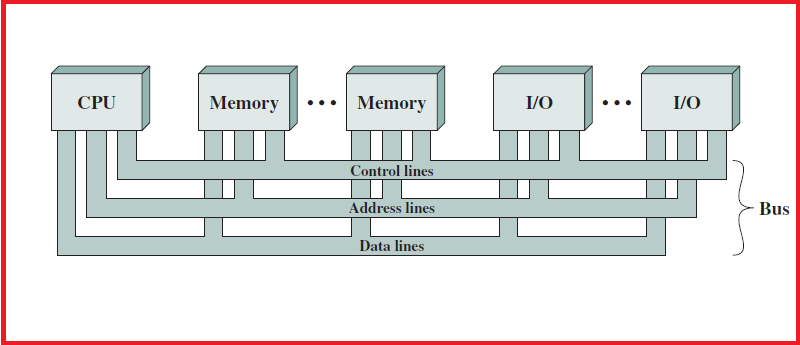 CPU
Memory
• • •
Memory
I/O
• • •
I/O
Control lines
Address lines
Data lines
Bus